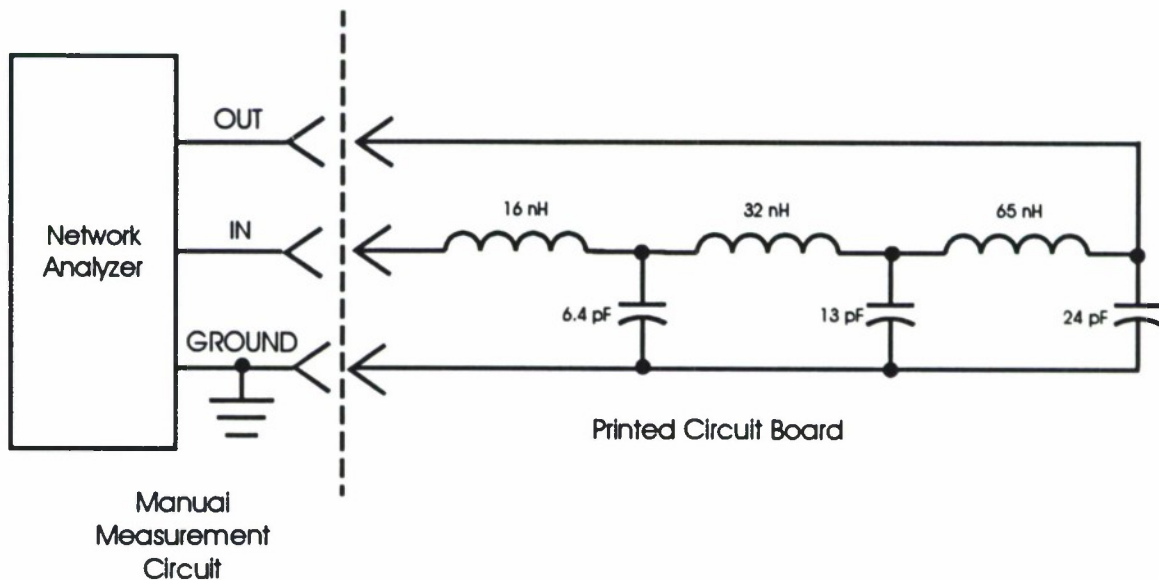 OUT
IN
GROUND
Network
Analyzer
16 nH
32 nH
65 nH
6.4 pF
13 pF
24 pF
Printed Circuit Board
Manual
Measurement
Circuit